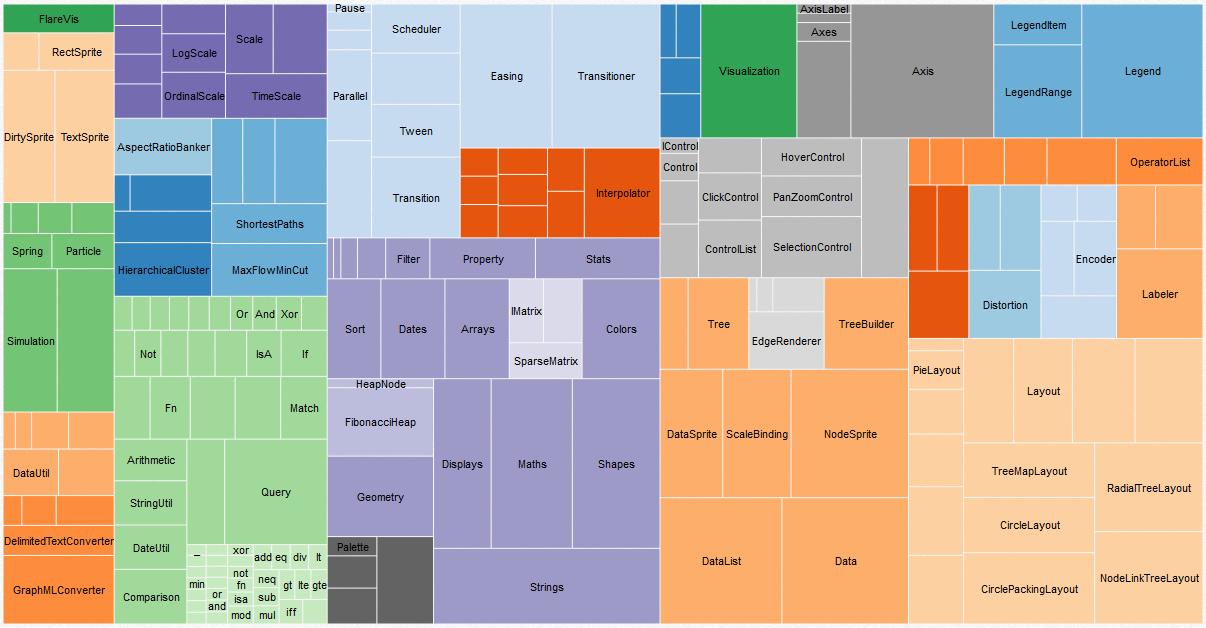 FlareVis
RectSprite
DirtySprite
TextSprite
Spring
Particle
Simulation
DataUtil
DelimitedTextConverter
GraphMLConverter
Scale
LogScale
OrdinalScale
TimeScale
AspectRatioBanker
ShortestPaths
HierarchicalCluster
MaxFlowMinCut
Or
And
Xor
Not
IsA
If
Fn
Match
Arithmetic
StringUtil
DateUtil
Comparison
Query
_
xor
add
eq
div
lt
min
not
fn
neq
gt
lte
gte
or
and
isa
sub
mod
mul
iff
Pause
Scheduler
Parallel
Tween
Transition
Easing
Transitioner
Interpolator
Filter
Property
Stats
Sort
Dates
Arrays
IMatrix
SparseMatrix
Colors
HeapNode
FibonacciHeap
Geometry
Displays
Maths
Shapes
Palette
Strings
Visualization
AxisLabel
Axes
Axis
LegendItem
LegendRange
Legend
IControl
Control
HoverControl
ClickControl
PanZoomControl
ControlList
SelectionControl
OperatorList
Encoder
Distortion
Labeler
Tree
EdgeRenderer
TreeBuilder
DataSprite
ScaleBinding
NodeSprite
DataList
Data
PieLayout
Layout
TreeMapLayout
RadialTreeLayout
CircleLayout
CirclePackingLayout
NodeLinkTreeLayout